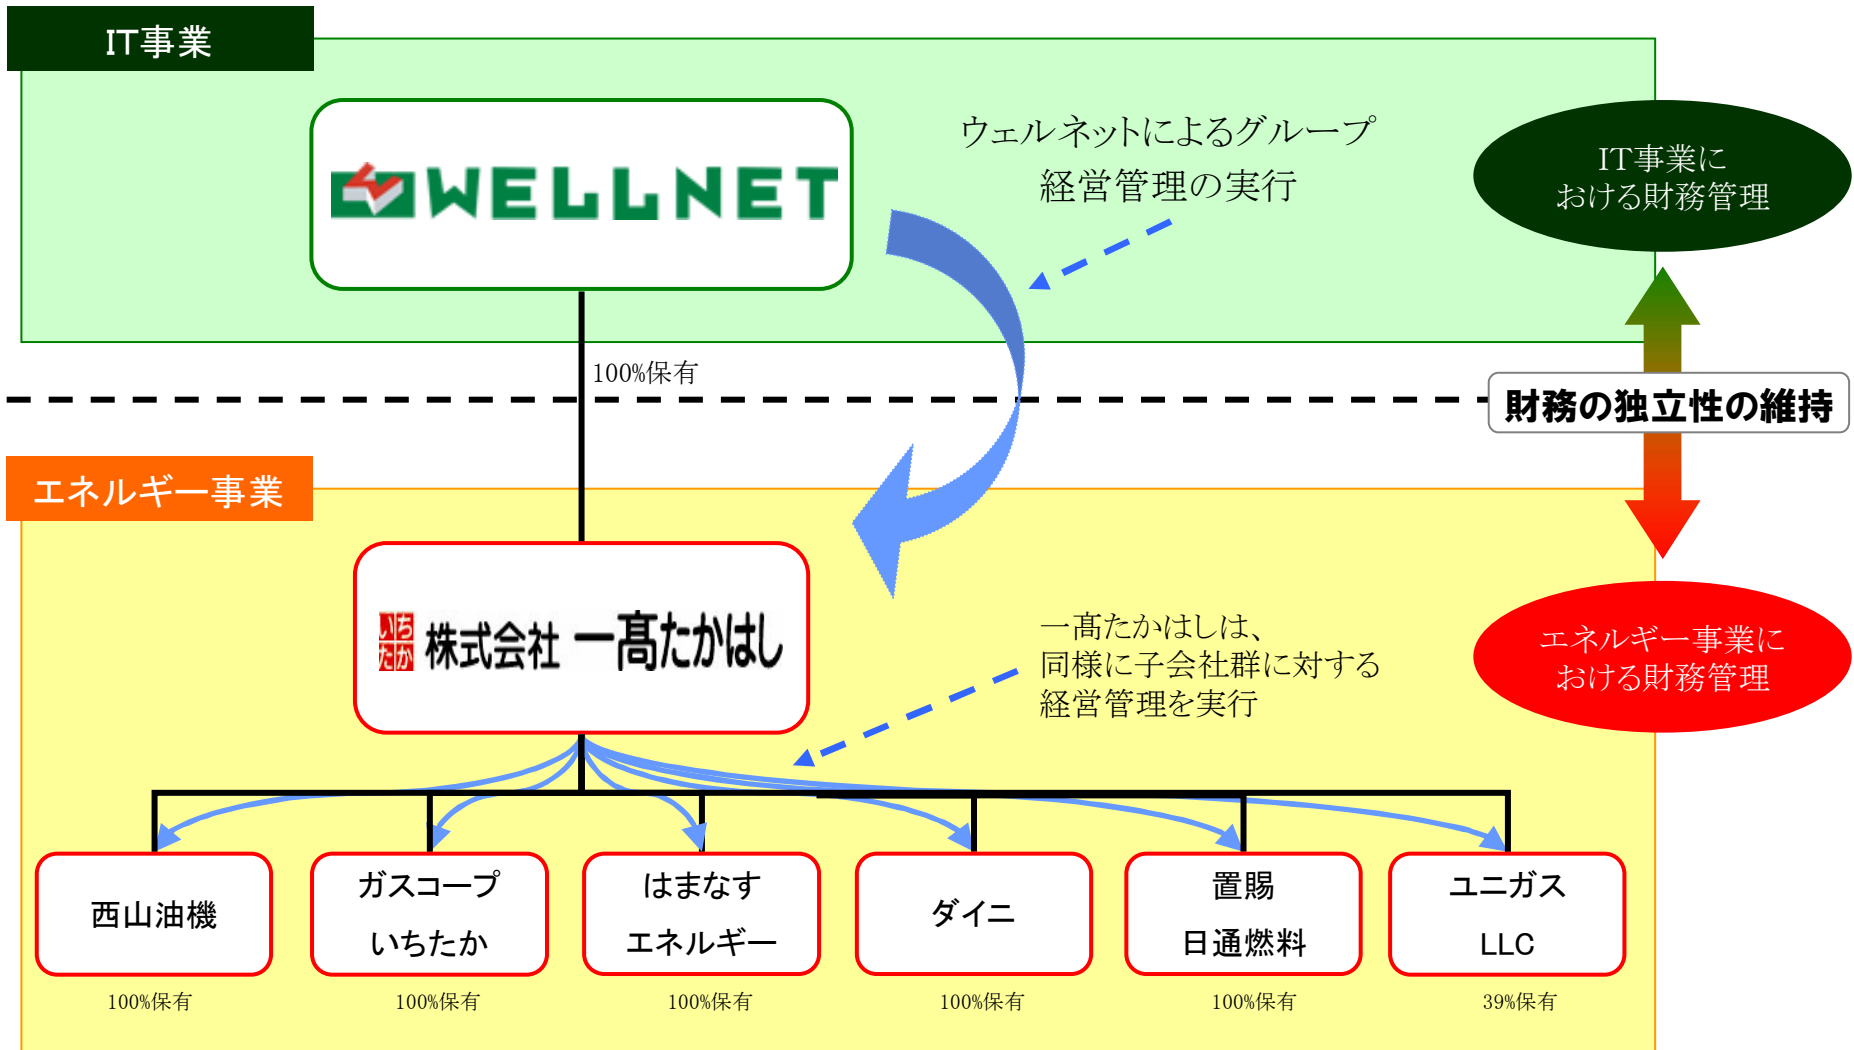 IT事業
WELLNET
ウェルネットによるグループ
経営管理の実行
IT事業に
おける財務管理
100%保有
財務の独立性の維持
エネルギー事業
いちたか
株式会社 一髙たかはし
一髙たかはしは、
同様に子会社群に対する
経営管理を実行
エネルギー事業に
おける財務管理
西山油機
ガスコープ
いちたか
はまなす
エネルギー
ダイニ
置賜
日通燃料
ユニガス
LLC
100%保有
100%保有
100%保有
100%保有
100%保有
39%保有